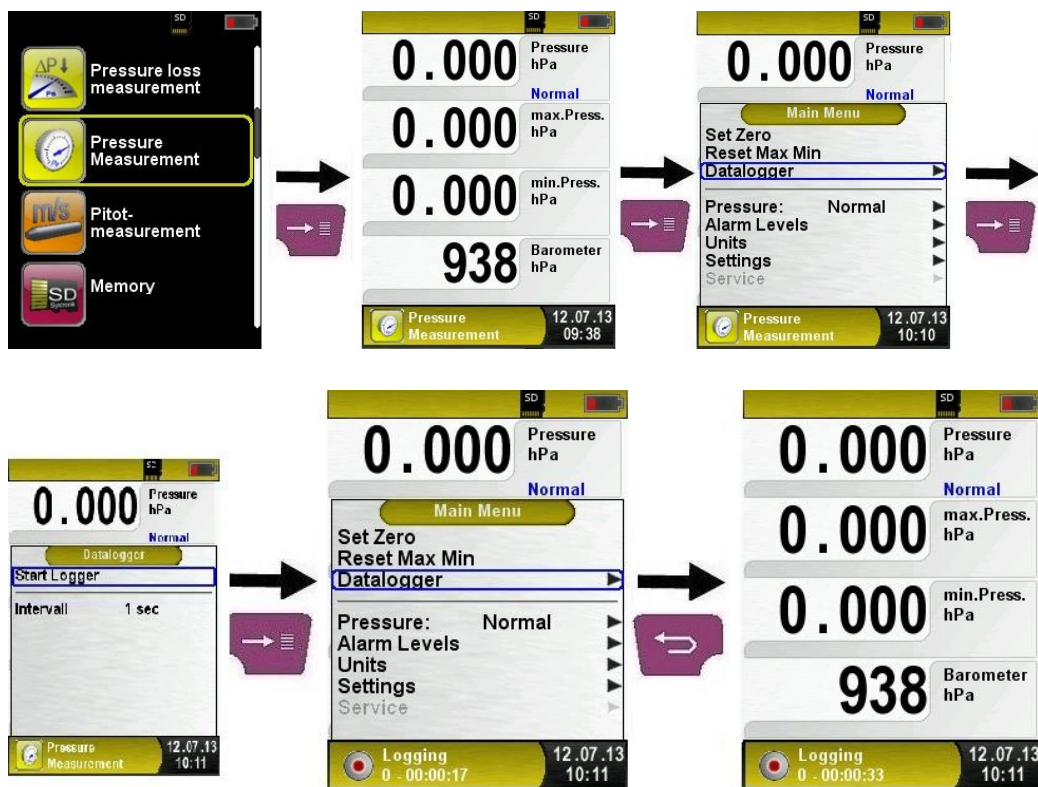 SD
Pressure loss
measurement
Pressure
Measurement
m/s
Pitot-
measurement
SD
Memory
SD
0.000 Pressure
hPa
Normal
0.000 max.Press.
hPa
0.000 min.Press.
hPa
938 Barometer
hPa
Pressure 12.07.13
Measurement 09:38
SD
0.000 Pressure
hPa
Normal
Main Menu
Set Zero
Reset Max Min
Datalogger
Pressure: Normal
Alarm Levels
Units
Settings
Service
Pressure 12.07.13
Measurement 10:10
0.000 Pressure
hPa
Normal
Datalogger
Start Logger
Intervall 1 sec
Pressure 12.07.13
Measurement 10:11
SD
0.000 Pressure
hPa
Normal
Main Menu
Set Zero
Reset Max Min
Datalogger
Pressure: Normal
Alarm Levels
Units
Settings
Service
Logging 12.07.13
0 - 00:00:17 10:11
SD
0.000 Pressure
hPa
Normal
0.000 max.Press.
hPa
0.000 min.Press.
hPa
938 Barometer
hPa
Logging 12.07.13
0 - 00:00:33 10:11